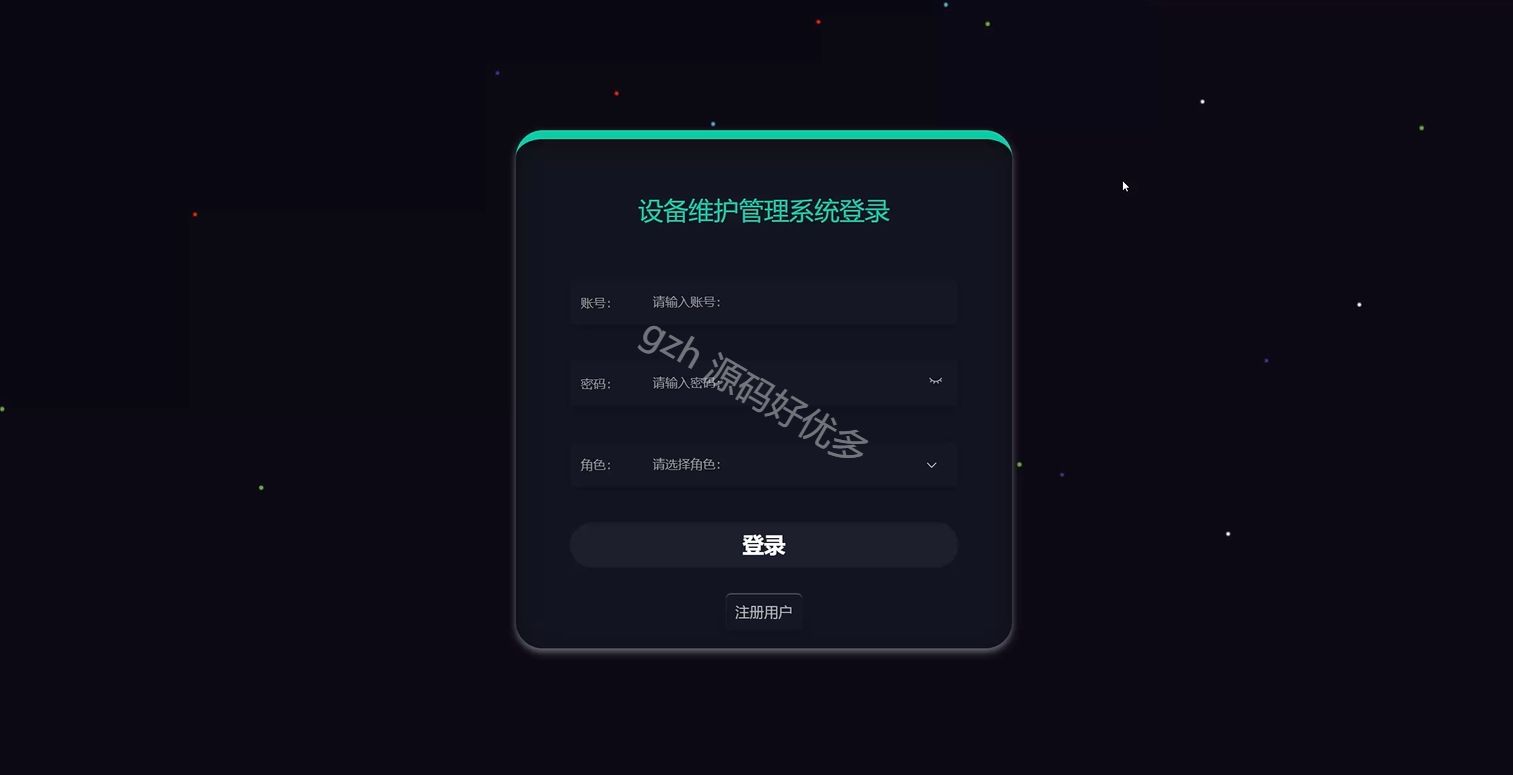 设备维护管理系统登录
账号：
请输入账号：
密码：
请输入密码：
gzh 源码好优多
角色：
请选择角色：
登录
注册用户